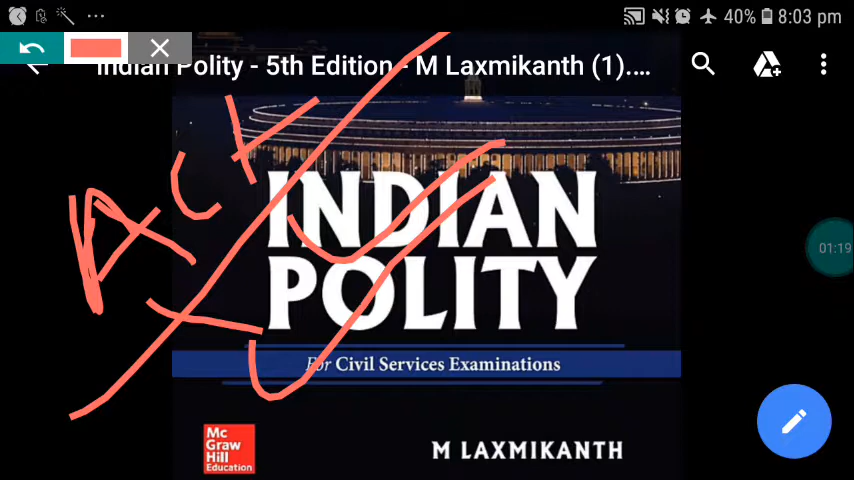 40% 8:03 pm
Indian Polity - 5th Edition - M Laxmikanth (1)....
Act
INDIAN
POLITY
01:19
For Civil Services Examinations
Mc
Graw
Hill
Education
M LAXMIKANTH